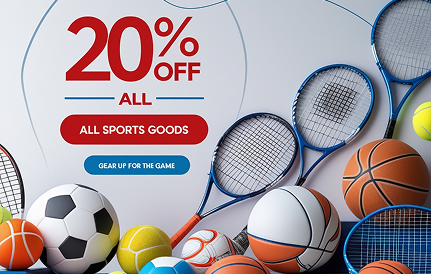 20% OFF
ALL
ALL SPORTS GOODS
GEAR UP FOR THE GAME